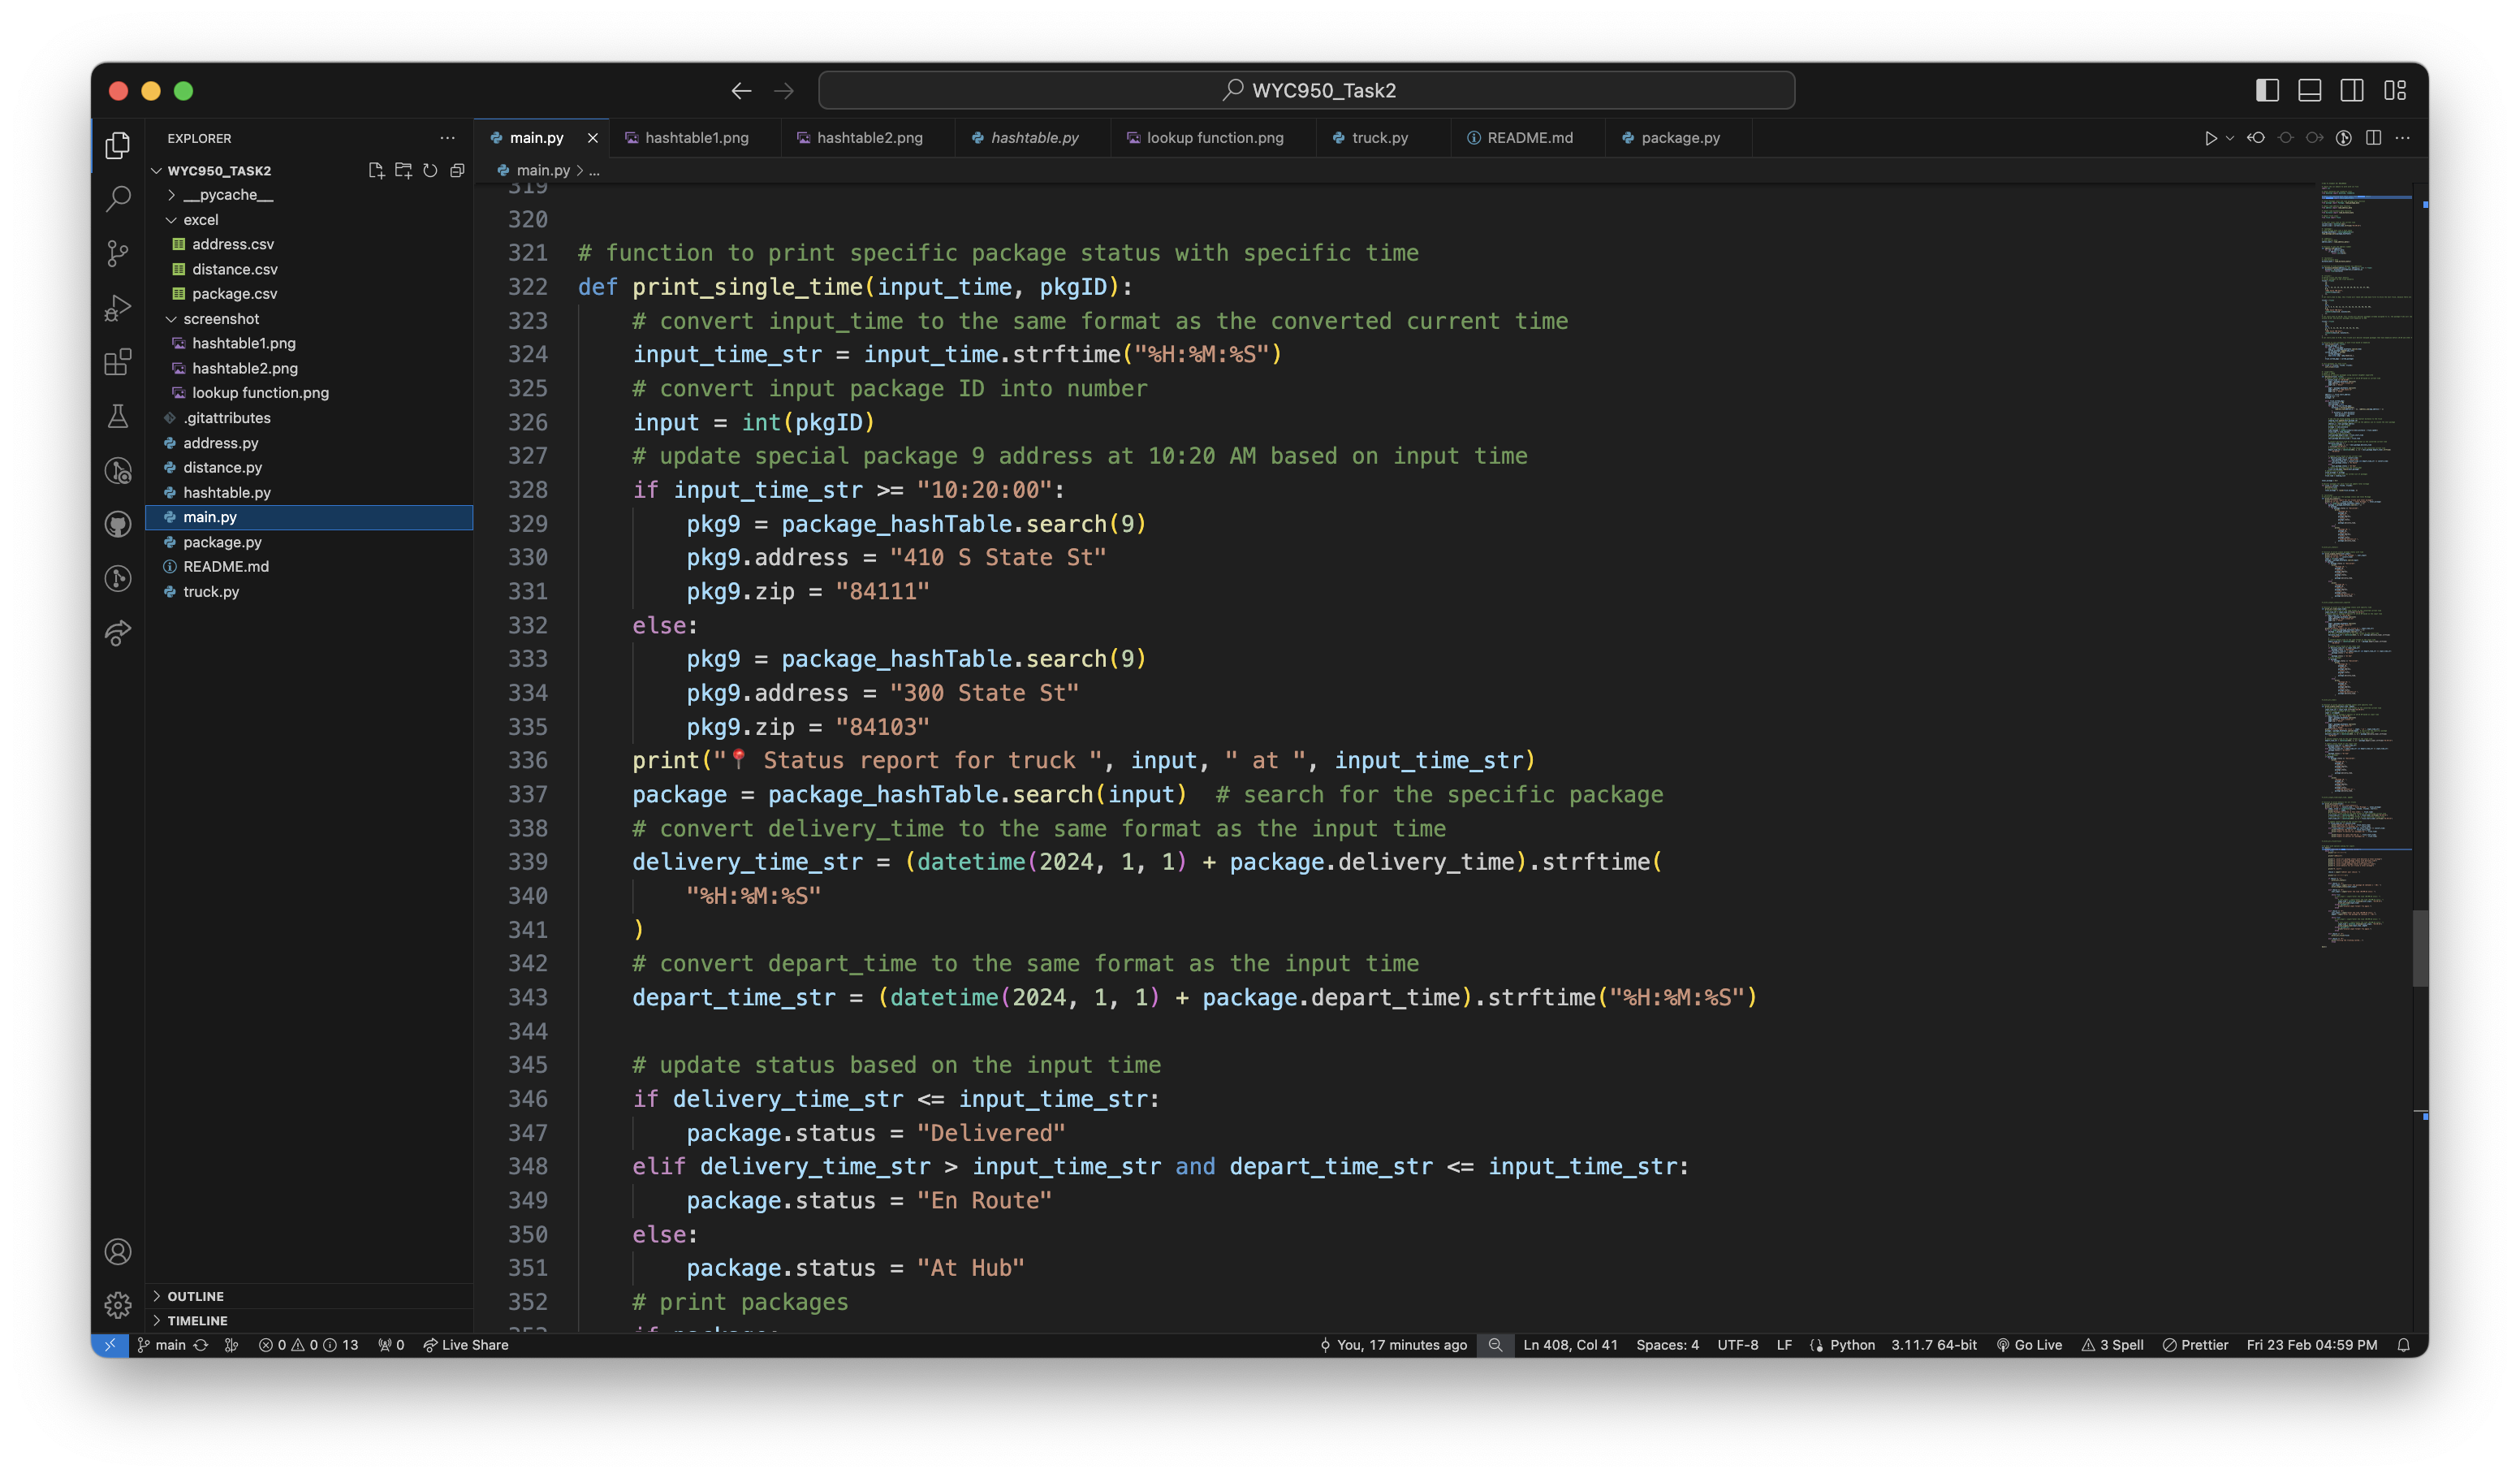 WYC950_Task2
EXPLORER
WYC950_TASK2
__pycache__
excel
address.csv
distance.csv
package.csv
screenshot
hashtable1.png
hashtable2.png
lookup function.png
.gitattributes
address.py
distance.py
hashtable.py
main.py
package.py
README.md
truck.py
OUTLINE
TIMELINE
main.py hashtable1.png hashtable2.png hashtable.py lookup function.png truck.py README.md package.py
main.py > ...
319
320
321 # function to print specific package status with specific time
322 def print_single_time(input_time, pkgID):
323     # convert input_time to the same format as the converted current time
324     input_time_str = input_time.strftime("%H:%M:%S")
325     # convert input package ID into number
326     input = int(pkgID)
327     # update special package 9 address at 10:20 AM based on input time
328     if input_time_str >= "10:20:00":
329         pkg9 = package_hashTable.search(9)
330         pkg9.address = "410 S State St"
331         pkg9.zip = "84111"
332     else:
333         pkg9 = package_hashTable.search(9)
334         pkg9.address = "300 State St"
335         pkg9.zip = "84103"
336     print("📍 Status report for truck ", input, " at ", input_time_str)
337     package = package_hashTable.search(input)  # search for the specific package
338     # convert delivery_time to the same format as the input time
339     delivery_time_str = (datetime(2024, 1, 1) + package.delivery_time).strftime(
340         "%H:%M:%S"
341     )
342     # convert depart_time to the same format as the input time
343     depart_time_str = (datetime(2024, 1, 1) + package.depart_time).strftime("%H:%M:%S")
344
345     # update status based on the input time
346     if delivery_time_str <= input_time_str:
347         package.status = "Delivered"
348     elif delivery_time_str > input_time_str and depart_time_str <= input_time_str:
349         package.status = "En Route"
350     else:
351         package.status = "At Hub"
352     # print packages
main 0 0 13 0 Live Share You, 17 minutes ago Ln 408, Col 41 Spaces: 4 UTF-8 LF Python 3.11.7 64-bit Go Live 3 Spell Prettier Fri 23 Feb 04:59 PM